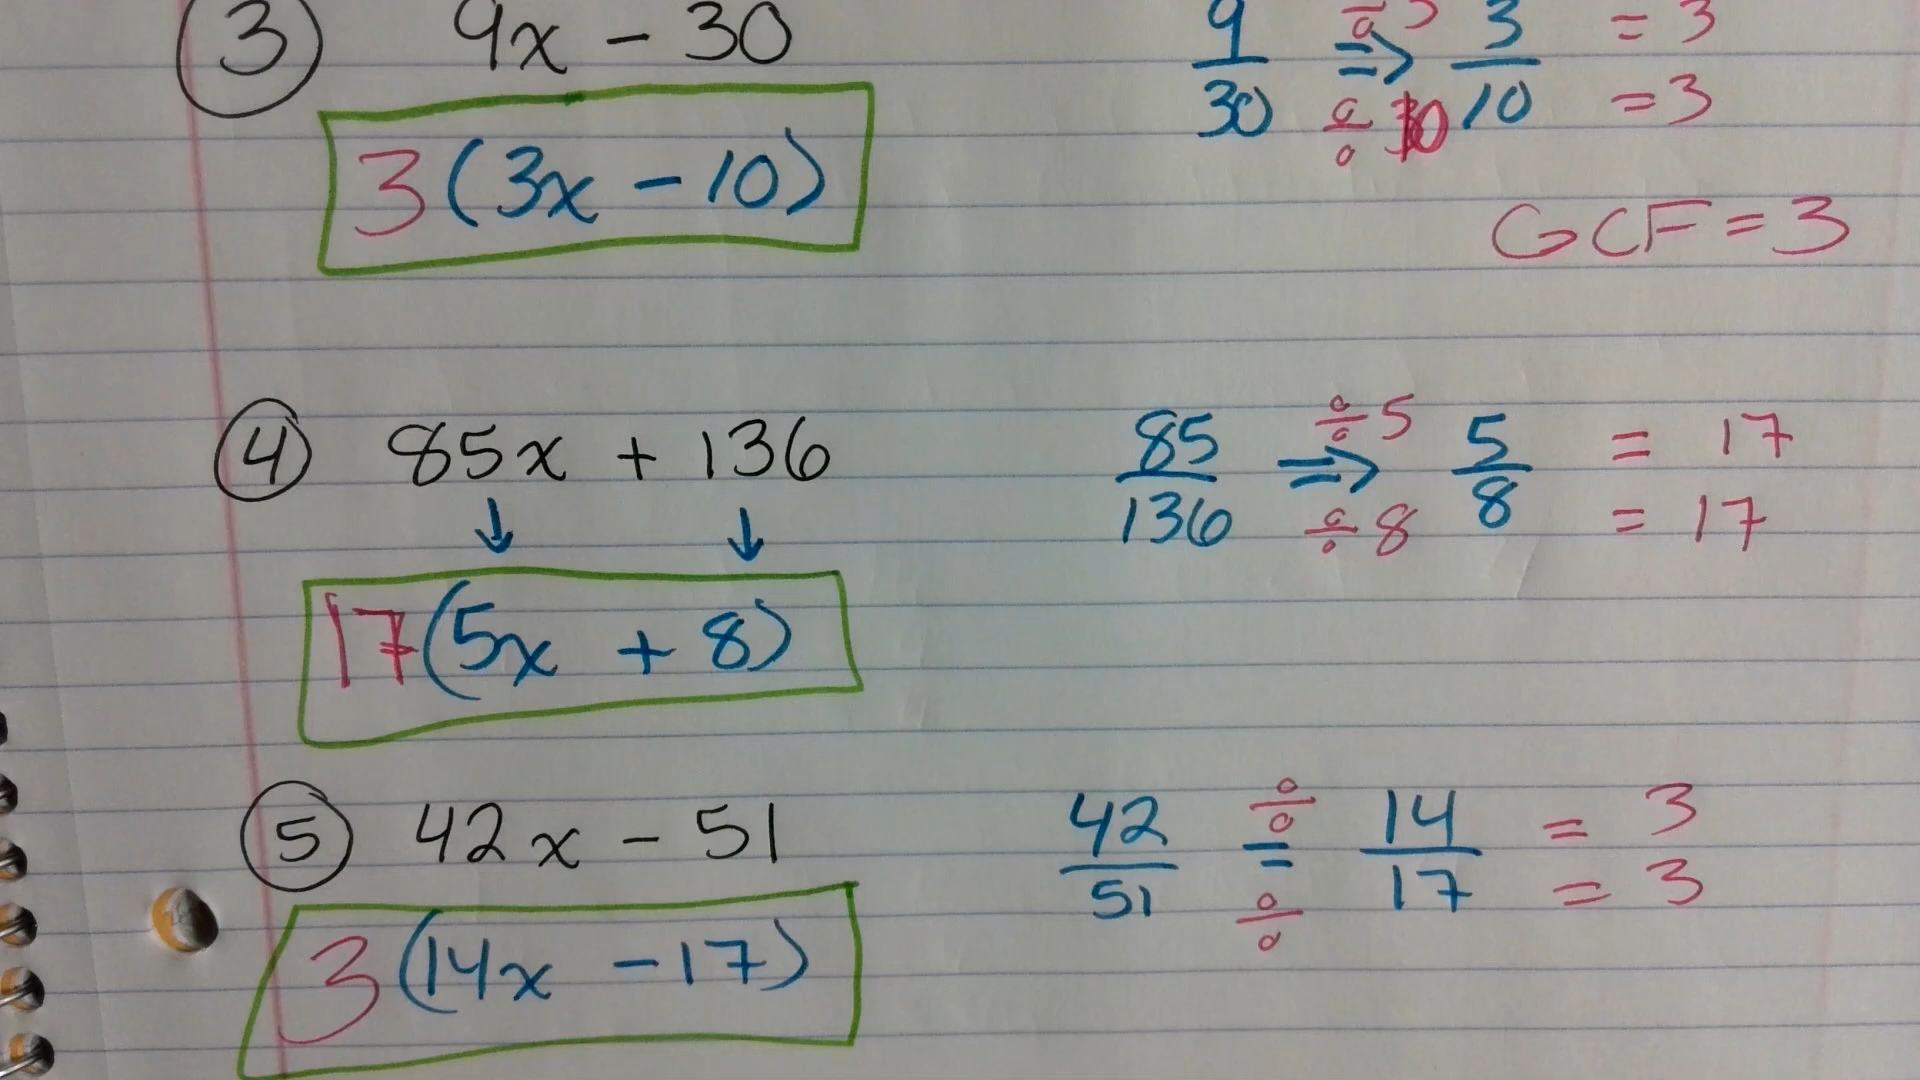 3 9x - 30
3(3x - 10)
9 ÷3 3 = 3
30 ⇒ ÷10 10 = 3
GCF = 3
4 85x + 136
↓ ↓
17(5x + 8)
85 ÷5 5 = 17
136 ⇒ ÷8 8 = 17
5 42x - 51
3(14x - 17)
42 ÷ 14 = 3
=
51 ÷ 17 = 3